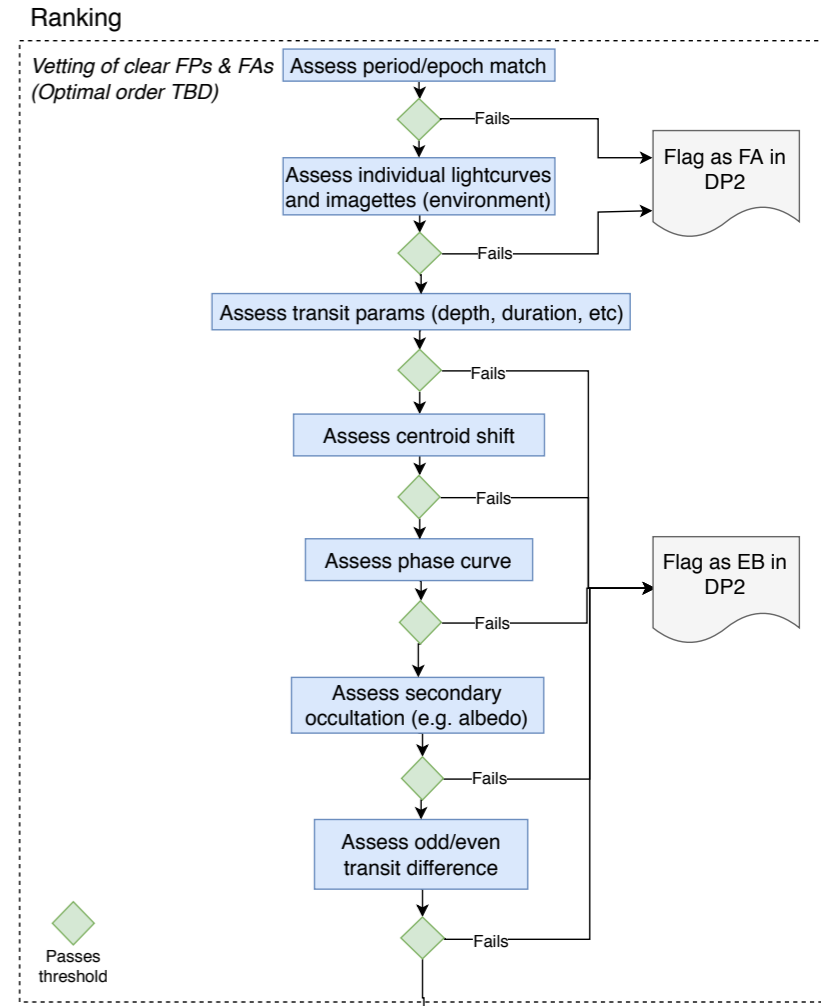 Ranking
Vetting of clear FPs & FAs
(Optimal order TBD)
Assess period/epoch match
Fails
Flag as FA in
DP2
Assess individual lightcurves
and imagettes (environment)
Fails
Assess transit params (depth, duration, etc)
Fails
Assess centroid shift
Fails
Assess phase curve
Flag as EB in
DP2
Fails
Assess secondary
occultation (e.g. albedo)
Fails
Assess odd/even
transit difference
Fails
Passes
threshold